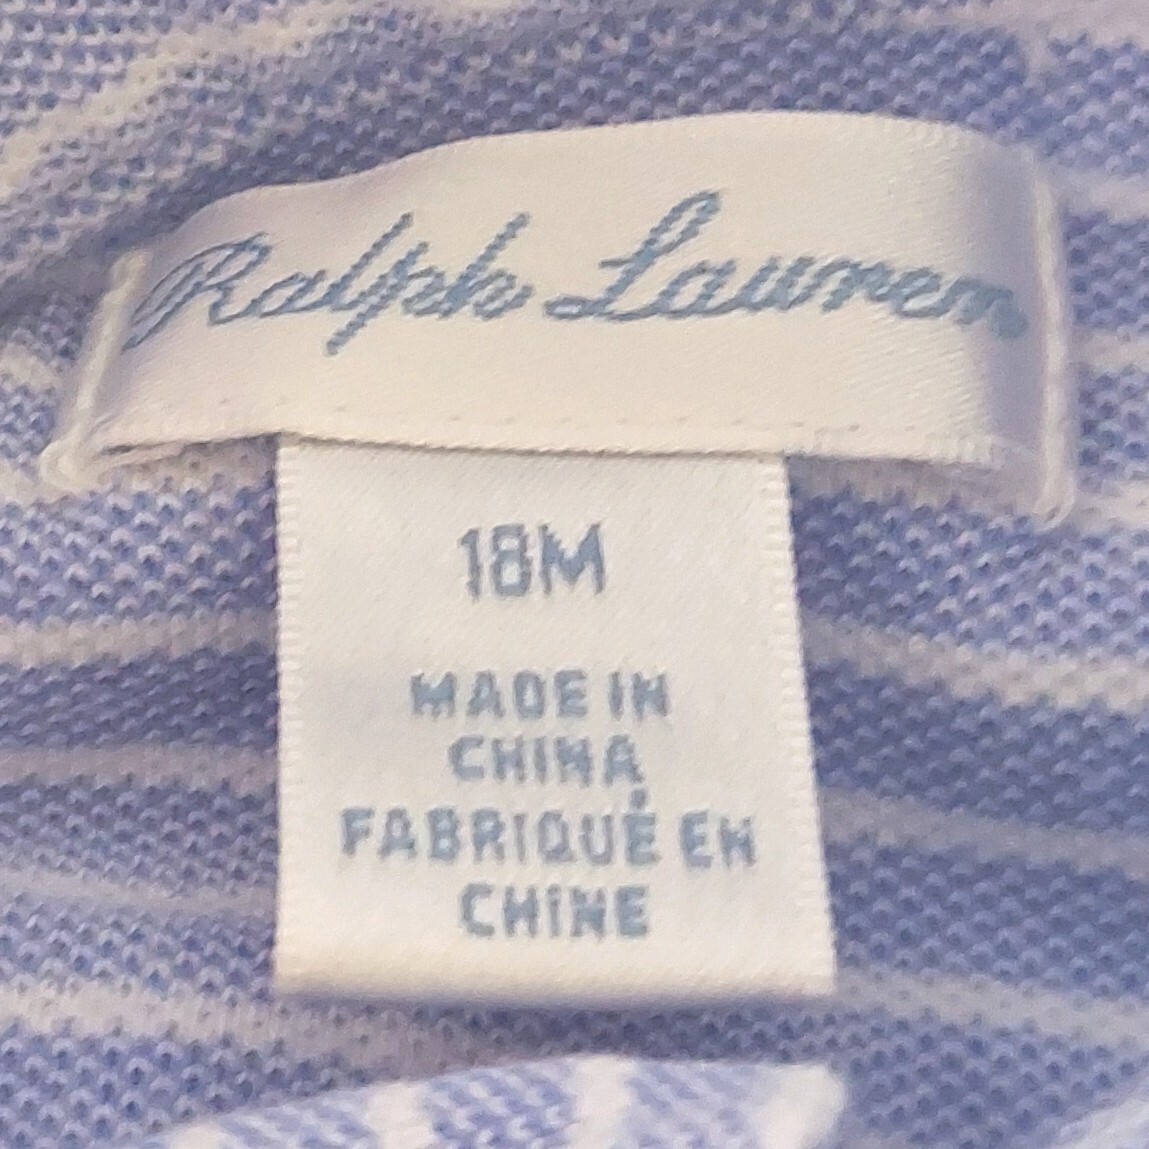 Ralph Lauren
18M
MADE IN
CHINA
FABRIQUÉ EN
CHINE